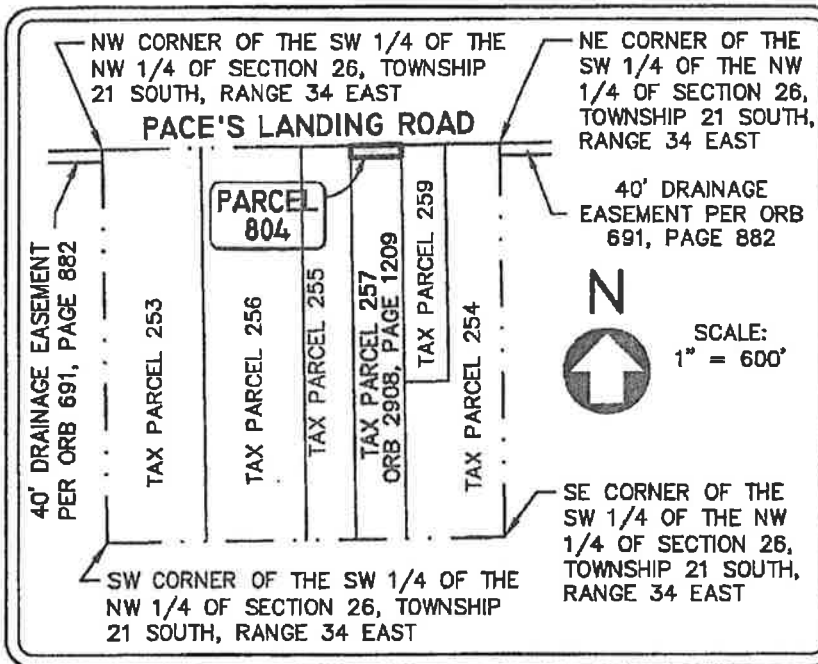 NW CORNER OF THE SW 1/4 OF THE
NW 1/4 OF SECTION 26, TOWNSHIP
21 SOUTH, RANGE 34 EAST
NE CORNER OF THE
SW 1/4 OF THE NW
1/4 OF SECTION 26,
TOWNSHIP 21 SOUTH,
RANGE 34 EAST
PACE'S LANDING ROAD
40' DRAINAGE
EASEMENT PER ORB
691, PAGE 882
PARCEL
804
40' DRAINAGE EASEMENT
PER ORB 691, PAGE 882
TAX PARCEL 253
TAX PARCEL 256
TAX PARCEL 255
TAX PARCEL 257
ORB 2908, PAGE 1209
TAX PARCEL 259
TAX PARCEL 254
N
SCALE:
1" = 600'
SW CORNER OF THE SW 1/4 OF THE
NW 1/4 OF SECTION 26, TOWNSHIP
21 SOUTH, RANGE 34 EAST
SE CORNER OF THE
SW 1/4 OF THE NW
1/4 OF SECTION 26,
TOWNSHIP 21 SOUTH,
RANGE 34 EAST